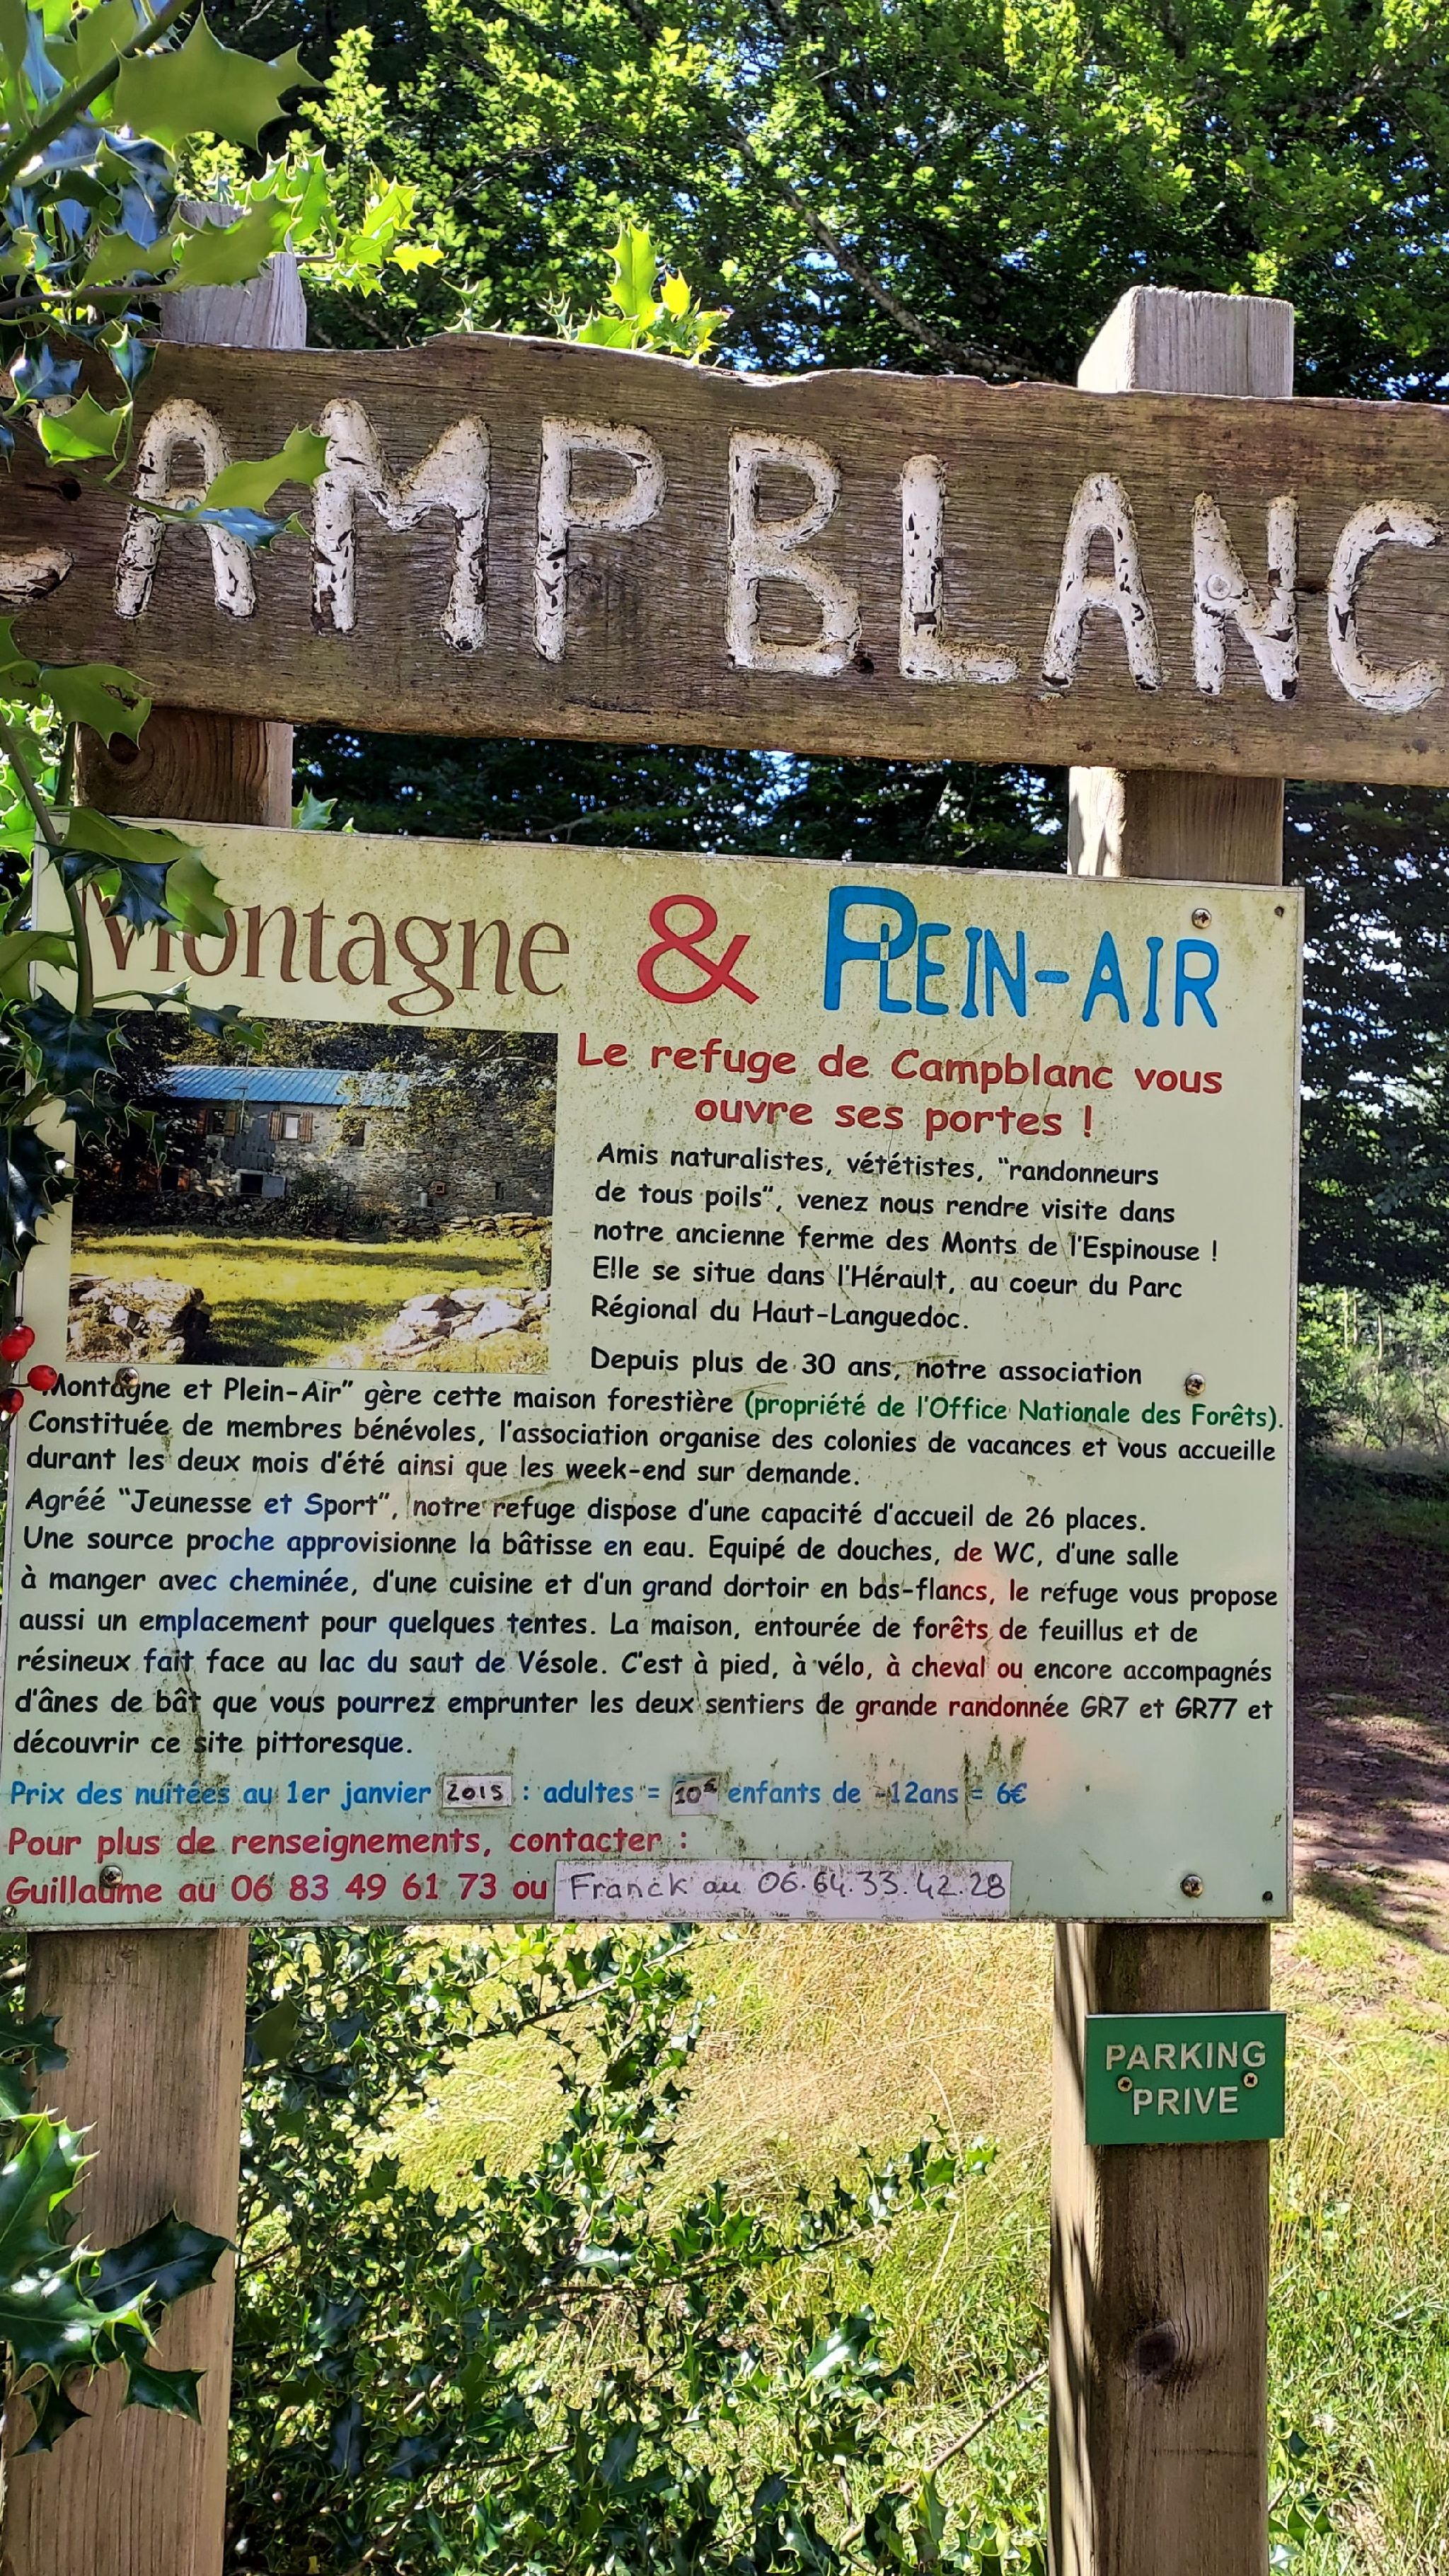 CAMPBLANC
Montagne & PLEIN-AIR
Le refuge de Campblanc vous
ouvre ses portes !
Amis naturalistes, vététistes, "randonneurs
de tous poils", venez nous rendre visite dans
notre ancienne ferme des Monts de l'Espinouse !
Elle se situe dans l'Hérault, au coeur du Parc
Régional du Haut-Languedoc.
Depuis plus de 30 ans, notre association
"Montagne et Plein-Air" gère cette maison forestière (propriété de l'Office Nationale des Forêts).
Constituée de membres bénévoles, l'association organise des colonies de vacances et vous accueille
durant les deux mois d'été ainsi que les week-end sur demande.
Agréé "Jeunesse et Sport", notre refuge dispose d'une capacité d'accueil de 26 places.
Une source proche approvisionne la bâtisse en eau. Equipé de douches, de WC, d'une salle
à manger avec cheminée, d'une cuisine et d'un grand dortoir en bas-flancs, le refuge vous propose
aussi un emplacement pour quelques tentes. La maison, entourée de forêts de feuillus et de
résineux fait face au lac du saut de Vésole. C'est à pied, à vélo, à cheval ou encore accompagnés
d'ânes de bât que vous pourrez emprunter les deux sentiers de grande randonnée GR7 et GR77 et
découvrir ce site pittoresque.
Prix des nuitées au 1er janvier 2015 : adultes = 10€ enfants de -12ans = 6€
Pour plus de renseignements, contacter :
Guillaume au 06 83 49 61 73 ou Franck au 06.64.33.42.28
PARKING
PRIVE